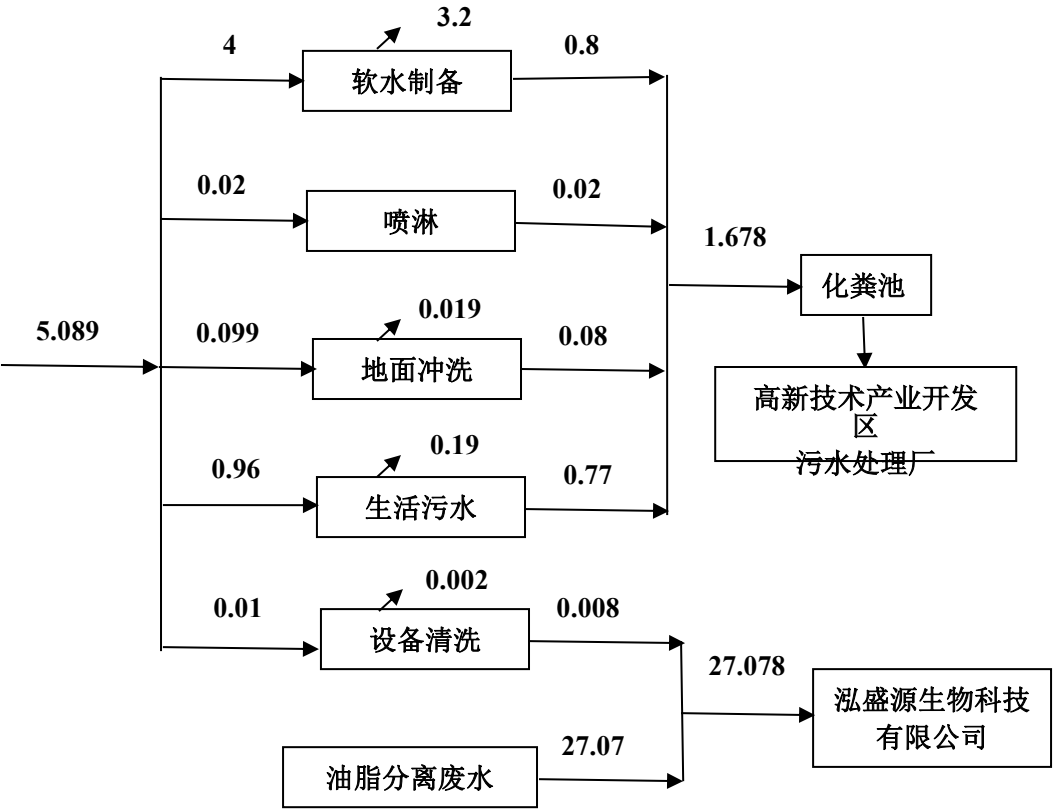 3.2
4
0.8
软水制备
0.02
0.02
喷淋
1.678
化粪池
0.019
5.089
0.099
0.08
地面冲洗
高新技术产业开发
区
污水处理厂
0.19
0.96
0.77
生活污水
0.002
0.01
0.008
设备清洗
27.078
泓盛源生物科技
有限公司
27.07
油脂分离废水